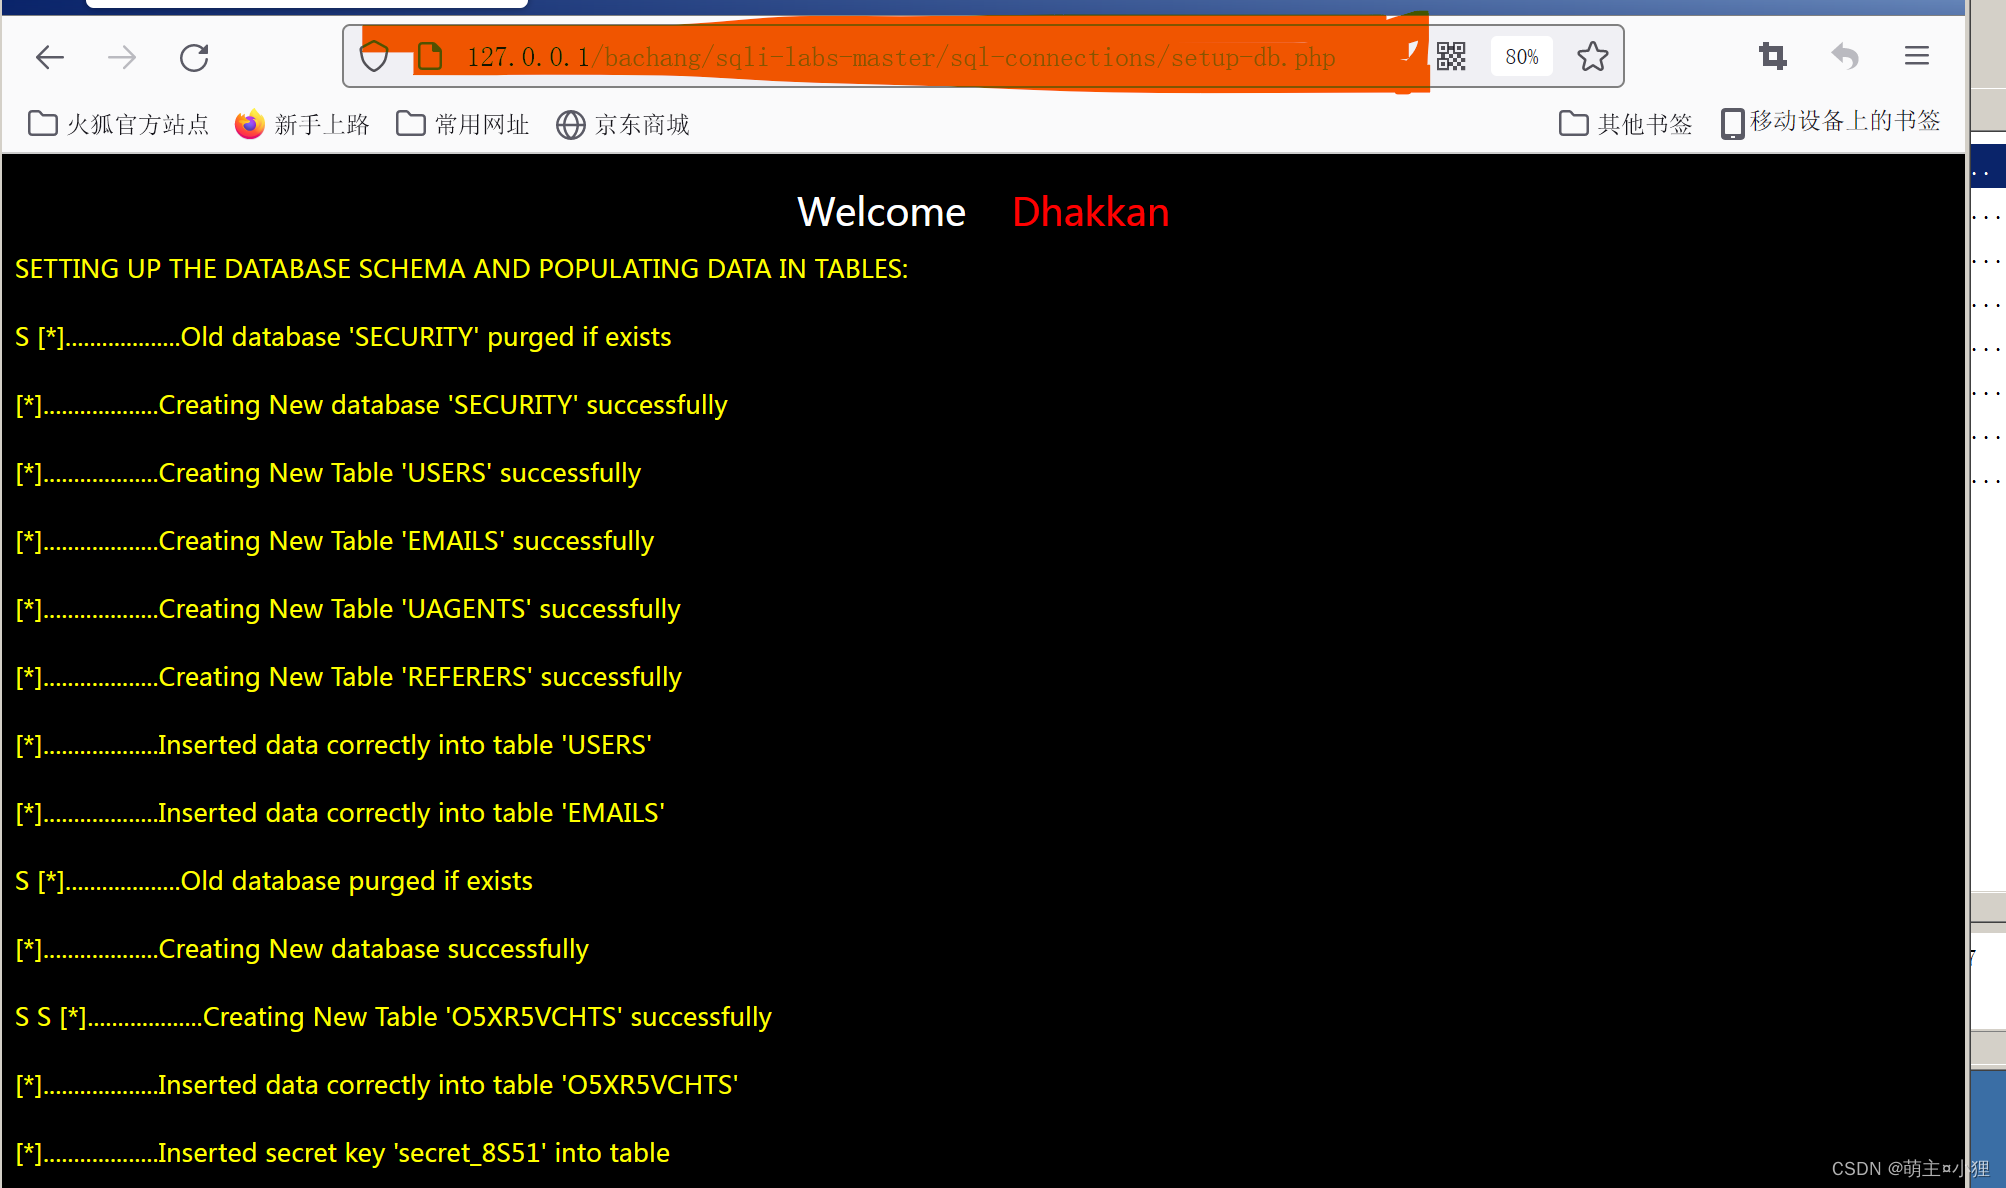 127.0.0.1/bachang/sqli-labs-master/sql-connections/setup-db.php 80%
火狐官方站点 新手上路 常用网址 京东商城 其他书签 移动设备上的书签
Welcome Dhakkan
SETTING UP THE DATABASE SCHEMA AND POPULATING DATA IN TABLES:
S [*]...................Old database 'SECURITY' purged if exists
[*]...................Creating New database 'SECURITY' successfully
[*]...................Creating New Table 'USERS' successfully
[*]...................Creating New Table 'EMAILS' successfully
[*]...................Creating New Table 'UAGENTS' successfully
[*]...................Creating New Table 'REFERERS' successfully
[*]...................Inserted data correctly into table 'USERS'
[*]...................Inserted data correctly into table 'EMAILS'
S [*]...................Old database purged if exists
[*]...................Creating New database successfully
S S [*]...................Creating New Table 'O5XR5VCHTS' successfully
[*]...................Inserted data correctly into table 'O5XR5VCHTS'
[*]...................Inserted secret key 'secret_8S51' into table
CSDN @萌主¤小狸